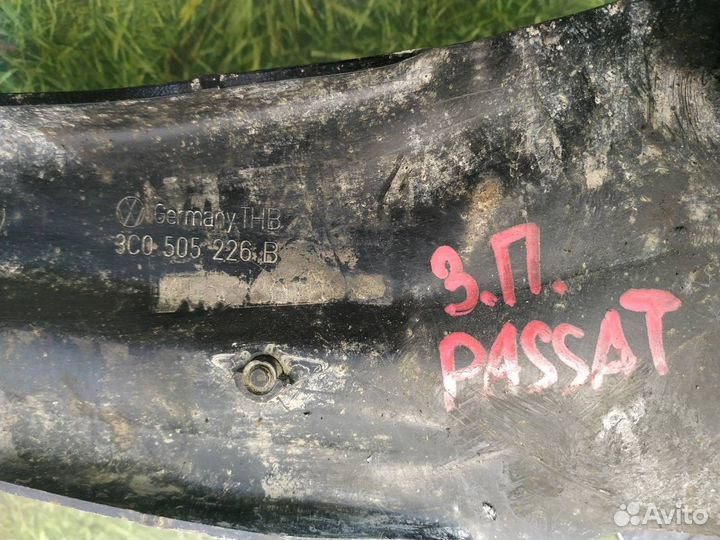 Germany THB
3C0 505 226 B
З.П.
PASSAT
Avito